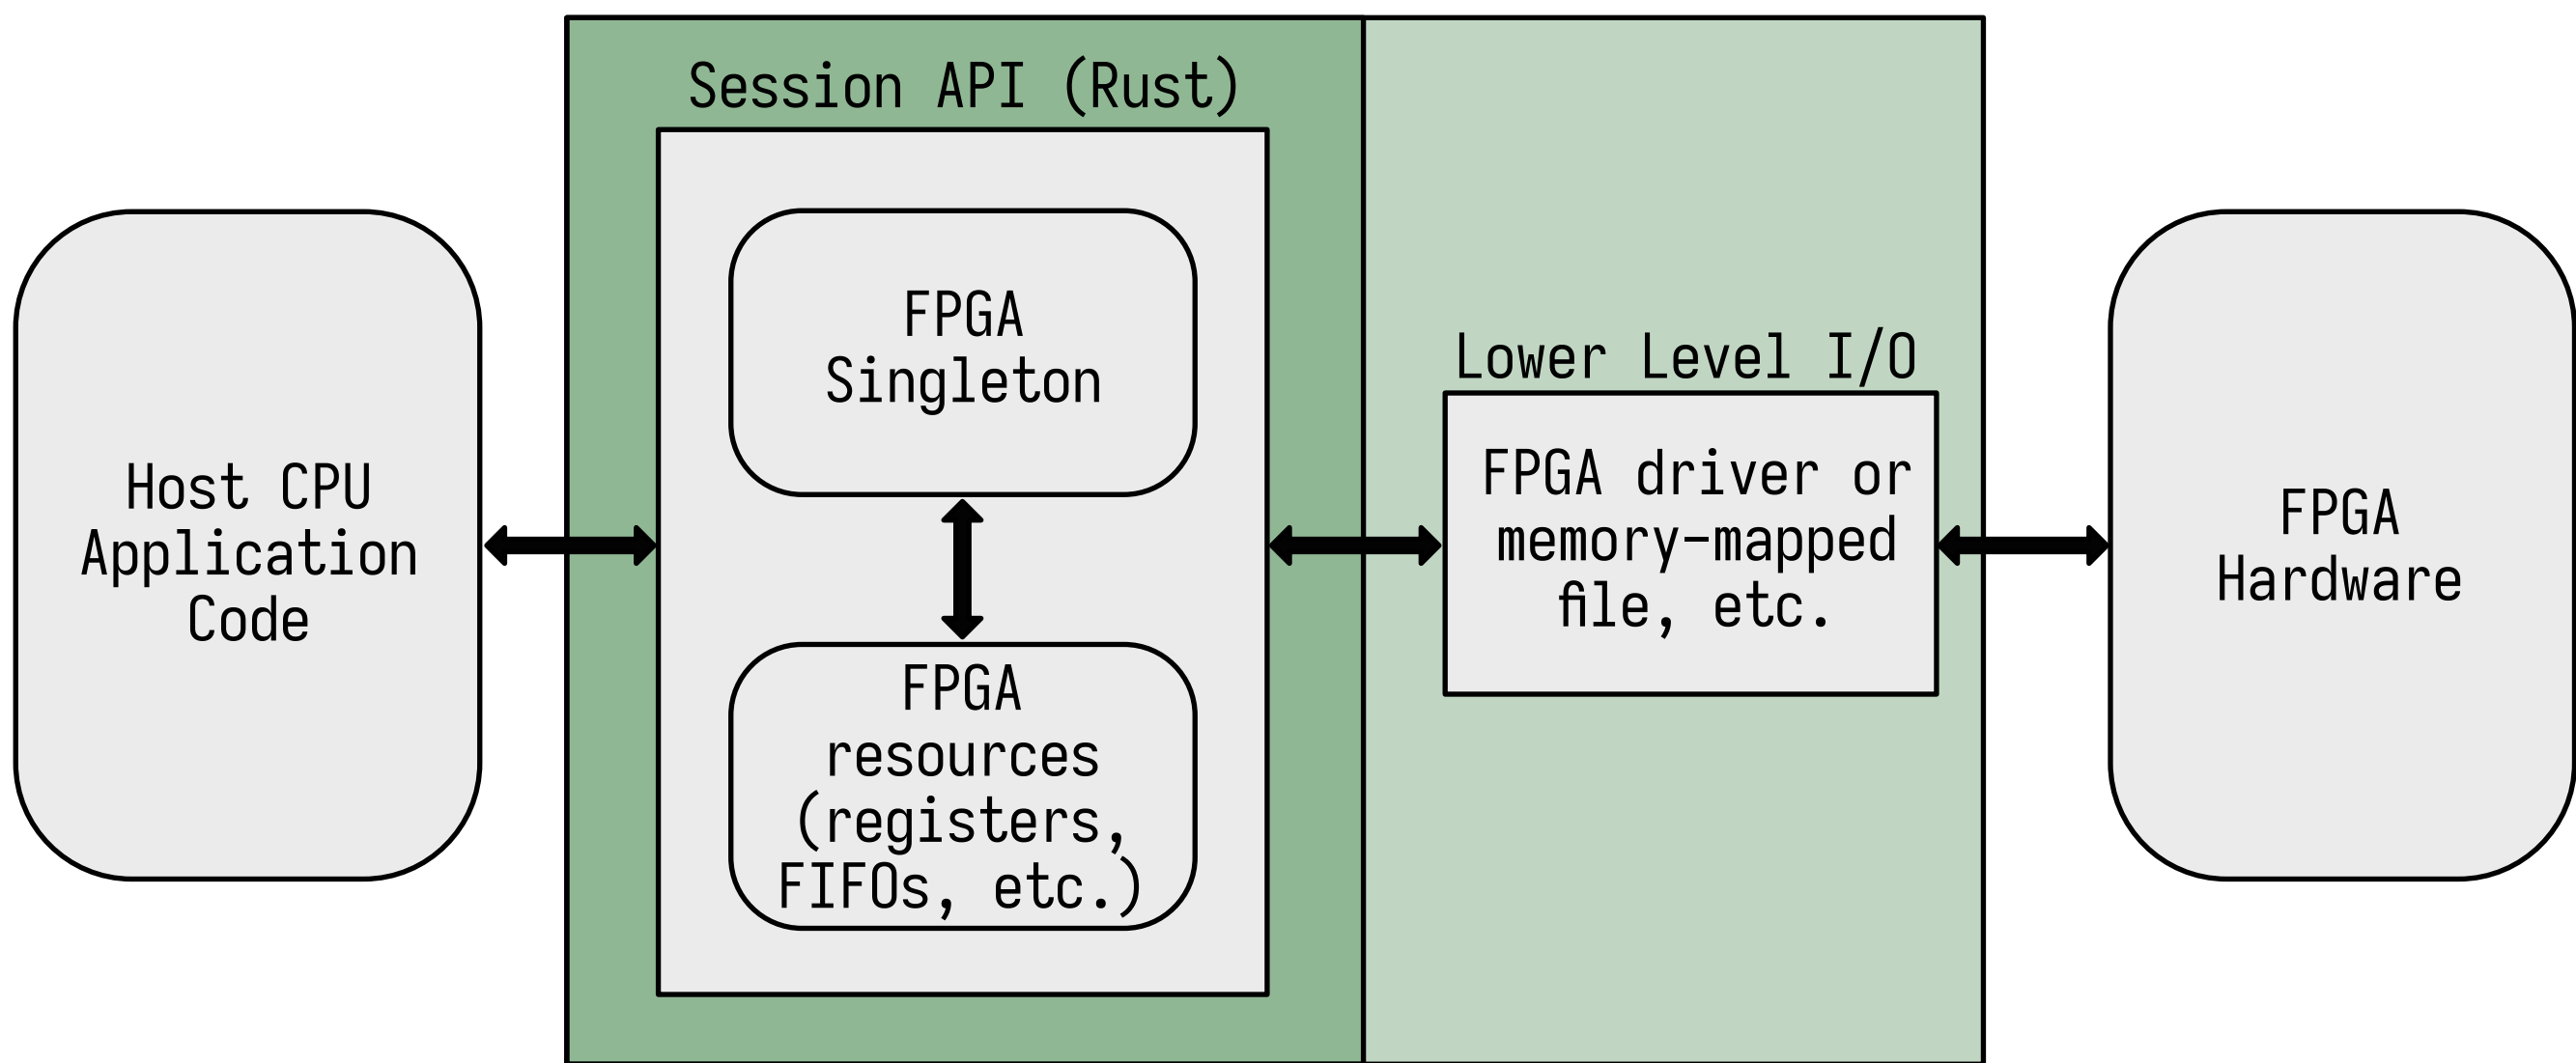 Session API (Rust)
FPGA
Singleton
FPGA
resources
(registers,
FIFOs, etc.)
Host CPU
Application
Code
Lower Level I/O
FPGA driver or
memory-mapped
file, etc.
FPGA
Hardware